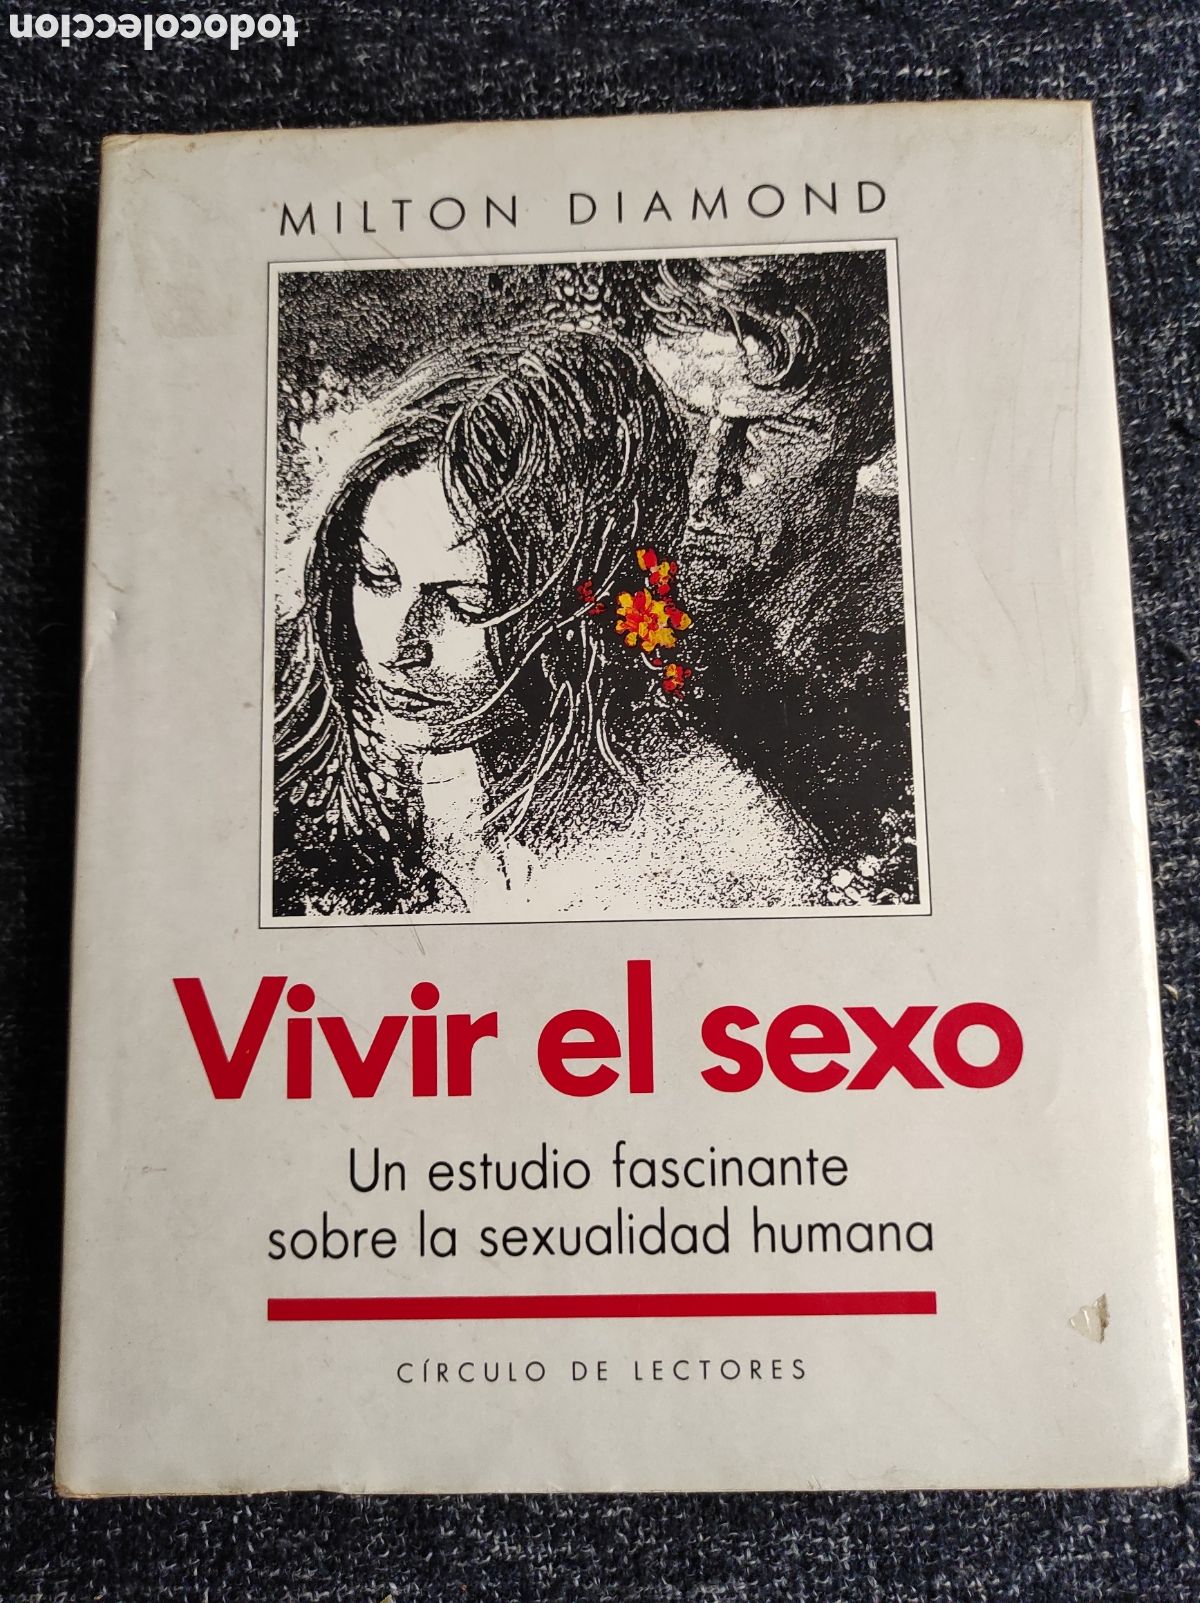 todocoleccion
MILTON DIAMOND
Vivir el sexo
Un estudio fascinante
sobre la sexualidad humana
CÍRCULO DE LECTORES